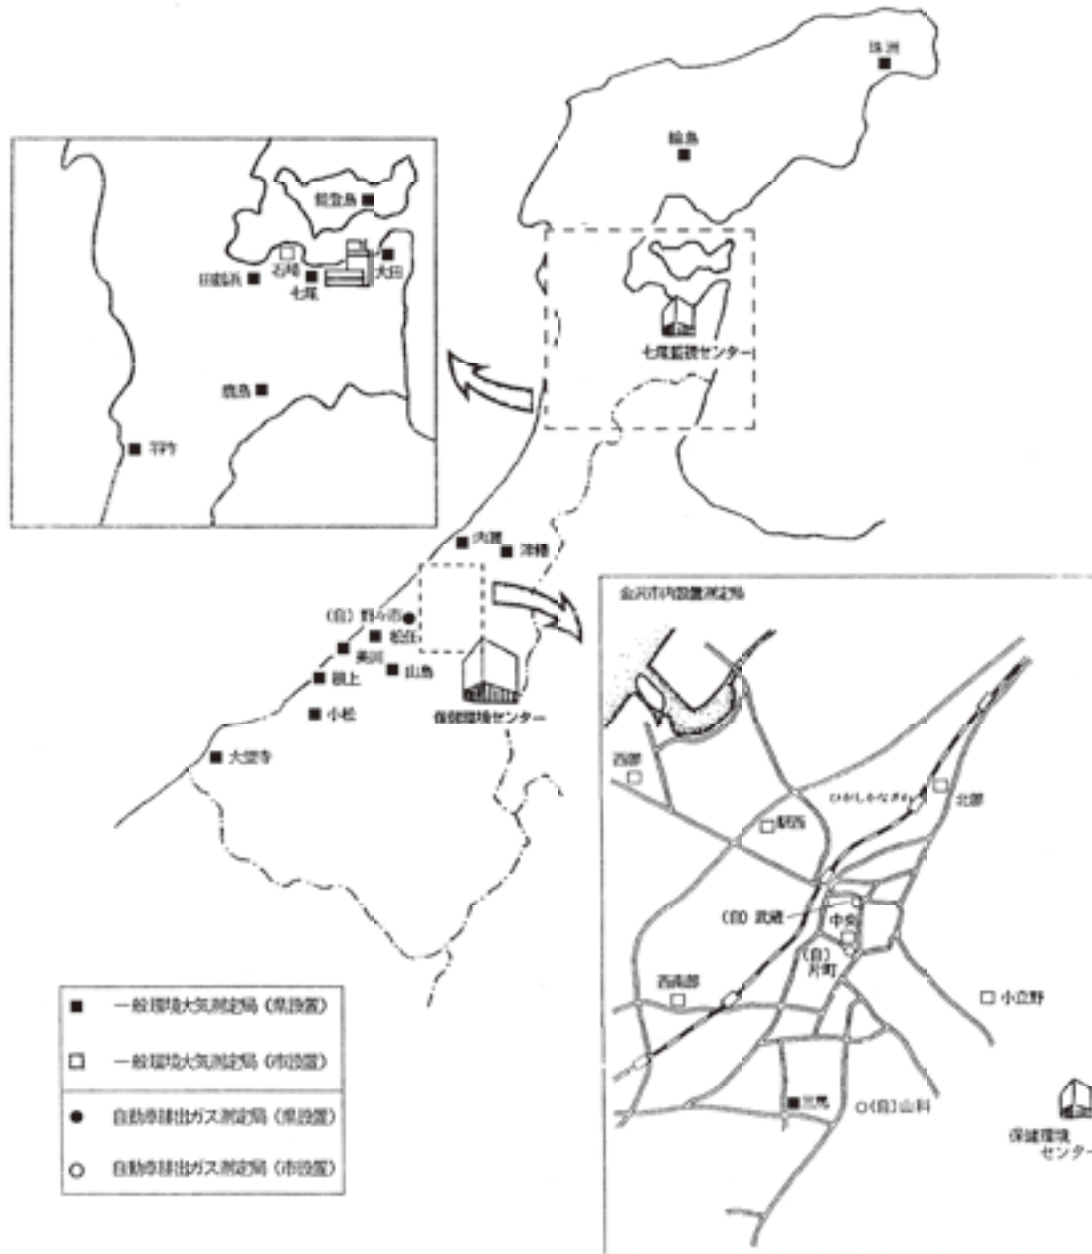 珠洲
輪島
能登島
石崎
大田
田鶴浜
七尾
鹿島
羽咋
七尾監視センター
内灘
津幡
(自) 野々市
松任
美川
山島
根上
小松
大聖寺
保健環境センター
金沢市内設置測定局
西部
ひがしかなざわ
北部
駅西
(自) 武蔵
中央
(自)
片町
西南部
小立野
三馬
(自)山科
保健環境
センター
一般環境大気測定局 (県設置)
一般環境大気測定局 (市設置)
自動車排出ガス測定局 (県設置)
自動車排出ガス測定局 (市設置)